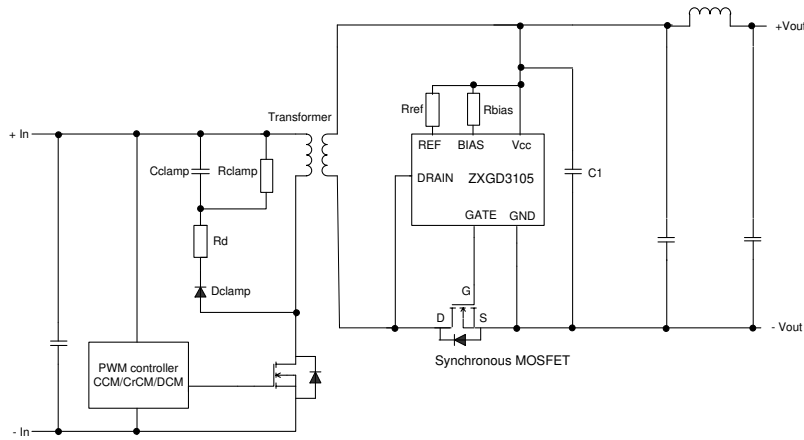 +Vout
Rref
Rbias
Transformer
+ In
REF BIAS Vcc
Cclamp
Rclamp
DRAIN ZXGD3105
C1
GATE GND
Rd
Dclamp
G
D S
- Vout
Synchronous MOSFET
PWM controller
CCM/CrCM/DCM
- In